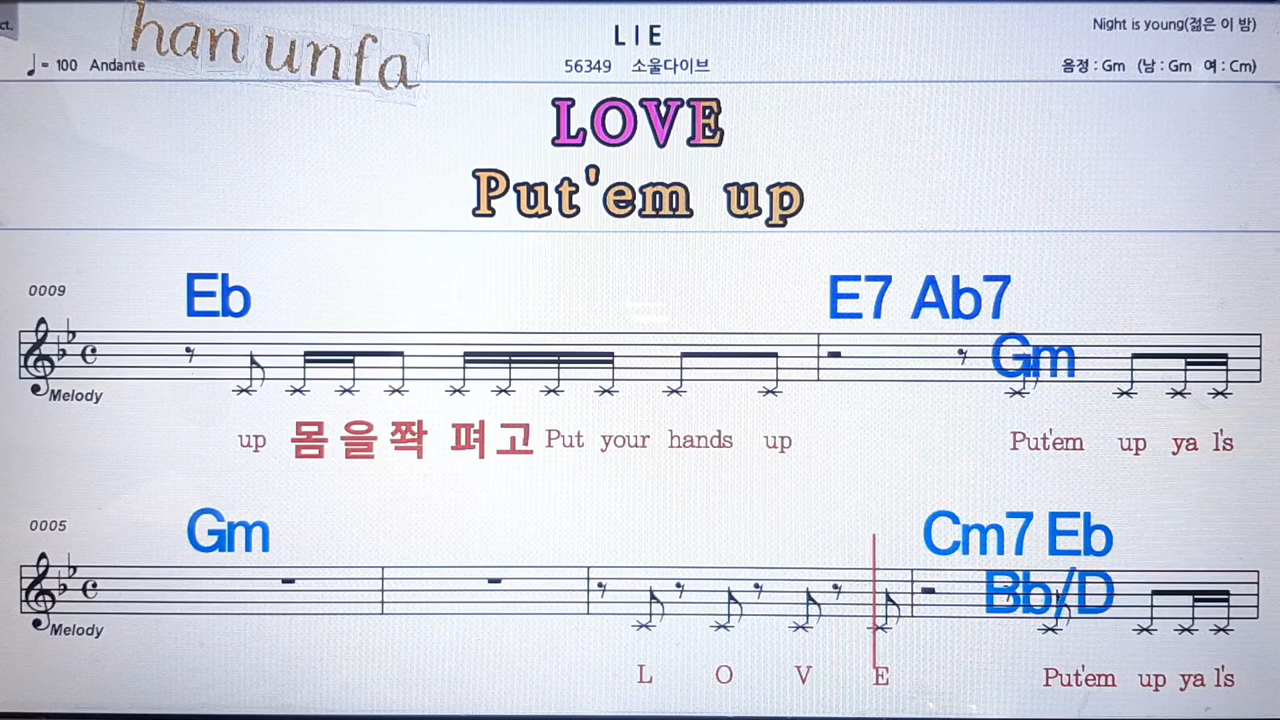 ct.
han unfa
LIE
Night is young(젊은 이 밤)
= 100 Andante
56349 소울다이브
음정 : Gm (남 : Gm 여 : Cm)
LOVE
Put'em up
0009
Eb
E7 Ab7
Gm
Melody
up 몸 을 짝 펴 고 Put your hands up Put'em up ya l's
0005
Gm
Cm7 Eb
Bb/D
Melody
L O V E Put'em up ya l's